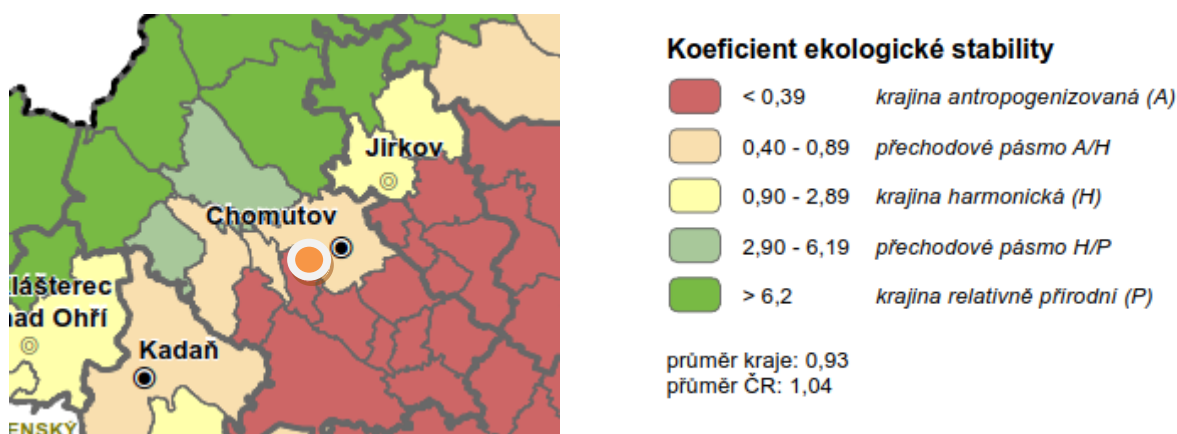 Jirkov
Chomutov
lášterec
nad Ohří
Kadaň
ENSKÝ
Koeficient ekologické stability
< 0,39 krajina antropogenizovaná (A)
0,40 - 0,89 přechodové pásmo A/H
0,90 - 2,89 krajina harmonická (H)
2,90 - 6,19 přechodové pásmo H/P
> 6,2 krajina relativně přírodní (P)
průměr kraje: 0,93
průměr ČR: 1,04